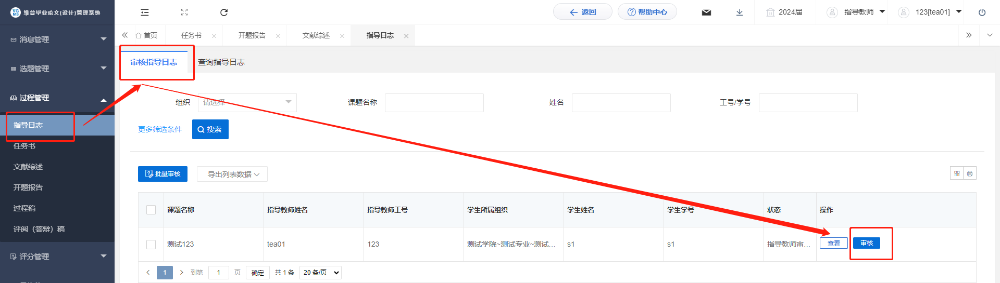 VG MS 维普毕业论文(设计)管理系统
返回 帮助中心 2024届 指导教师 123[tea01]
首页 任务书 开题报告 文献综述 指导日志
消息管理
选题管理
过程管理
指导日志
任务书
文献综述
开题报告
过程稿
评阅（答辩）稿
评分管理
审核指导日志 查询指导日志
组织 请选择 课题名称 姓名 工号/学号
更多筛选条件 搜索
批量审核 导出列表数据
课题名称 指导教师姓名 指导教师工号 学生所属组织 学生姓名 学生学号 状态 操作
测试123 tea01 123 测试学院~测试专业~测试... s1 s1 指导教师审... 查看 审核
1 到第 1 页 确定 共 1 条 20 条/页